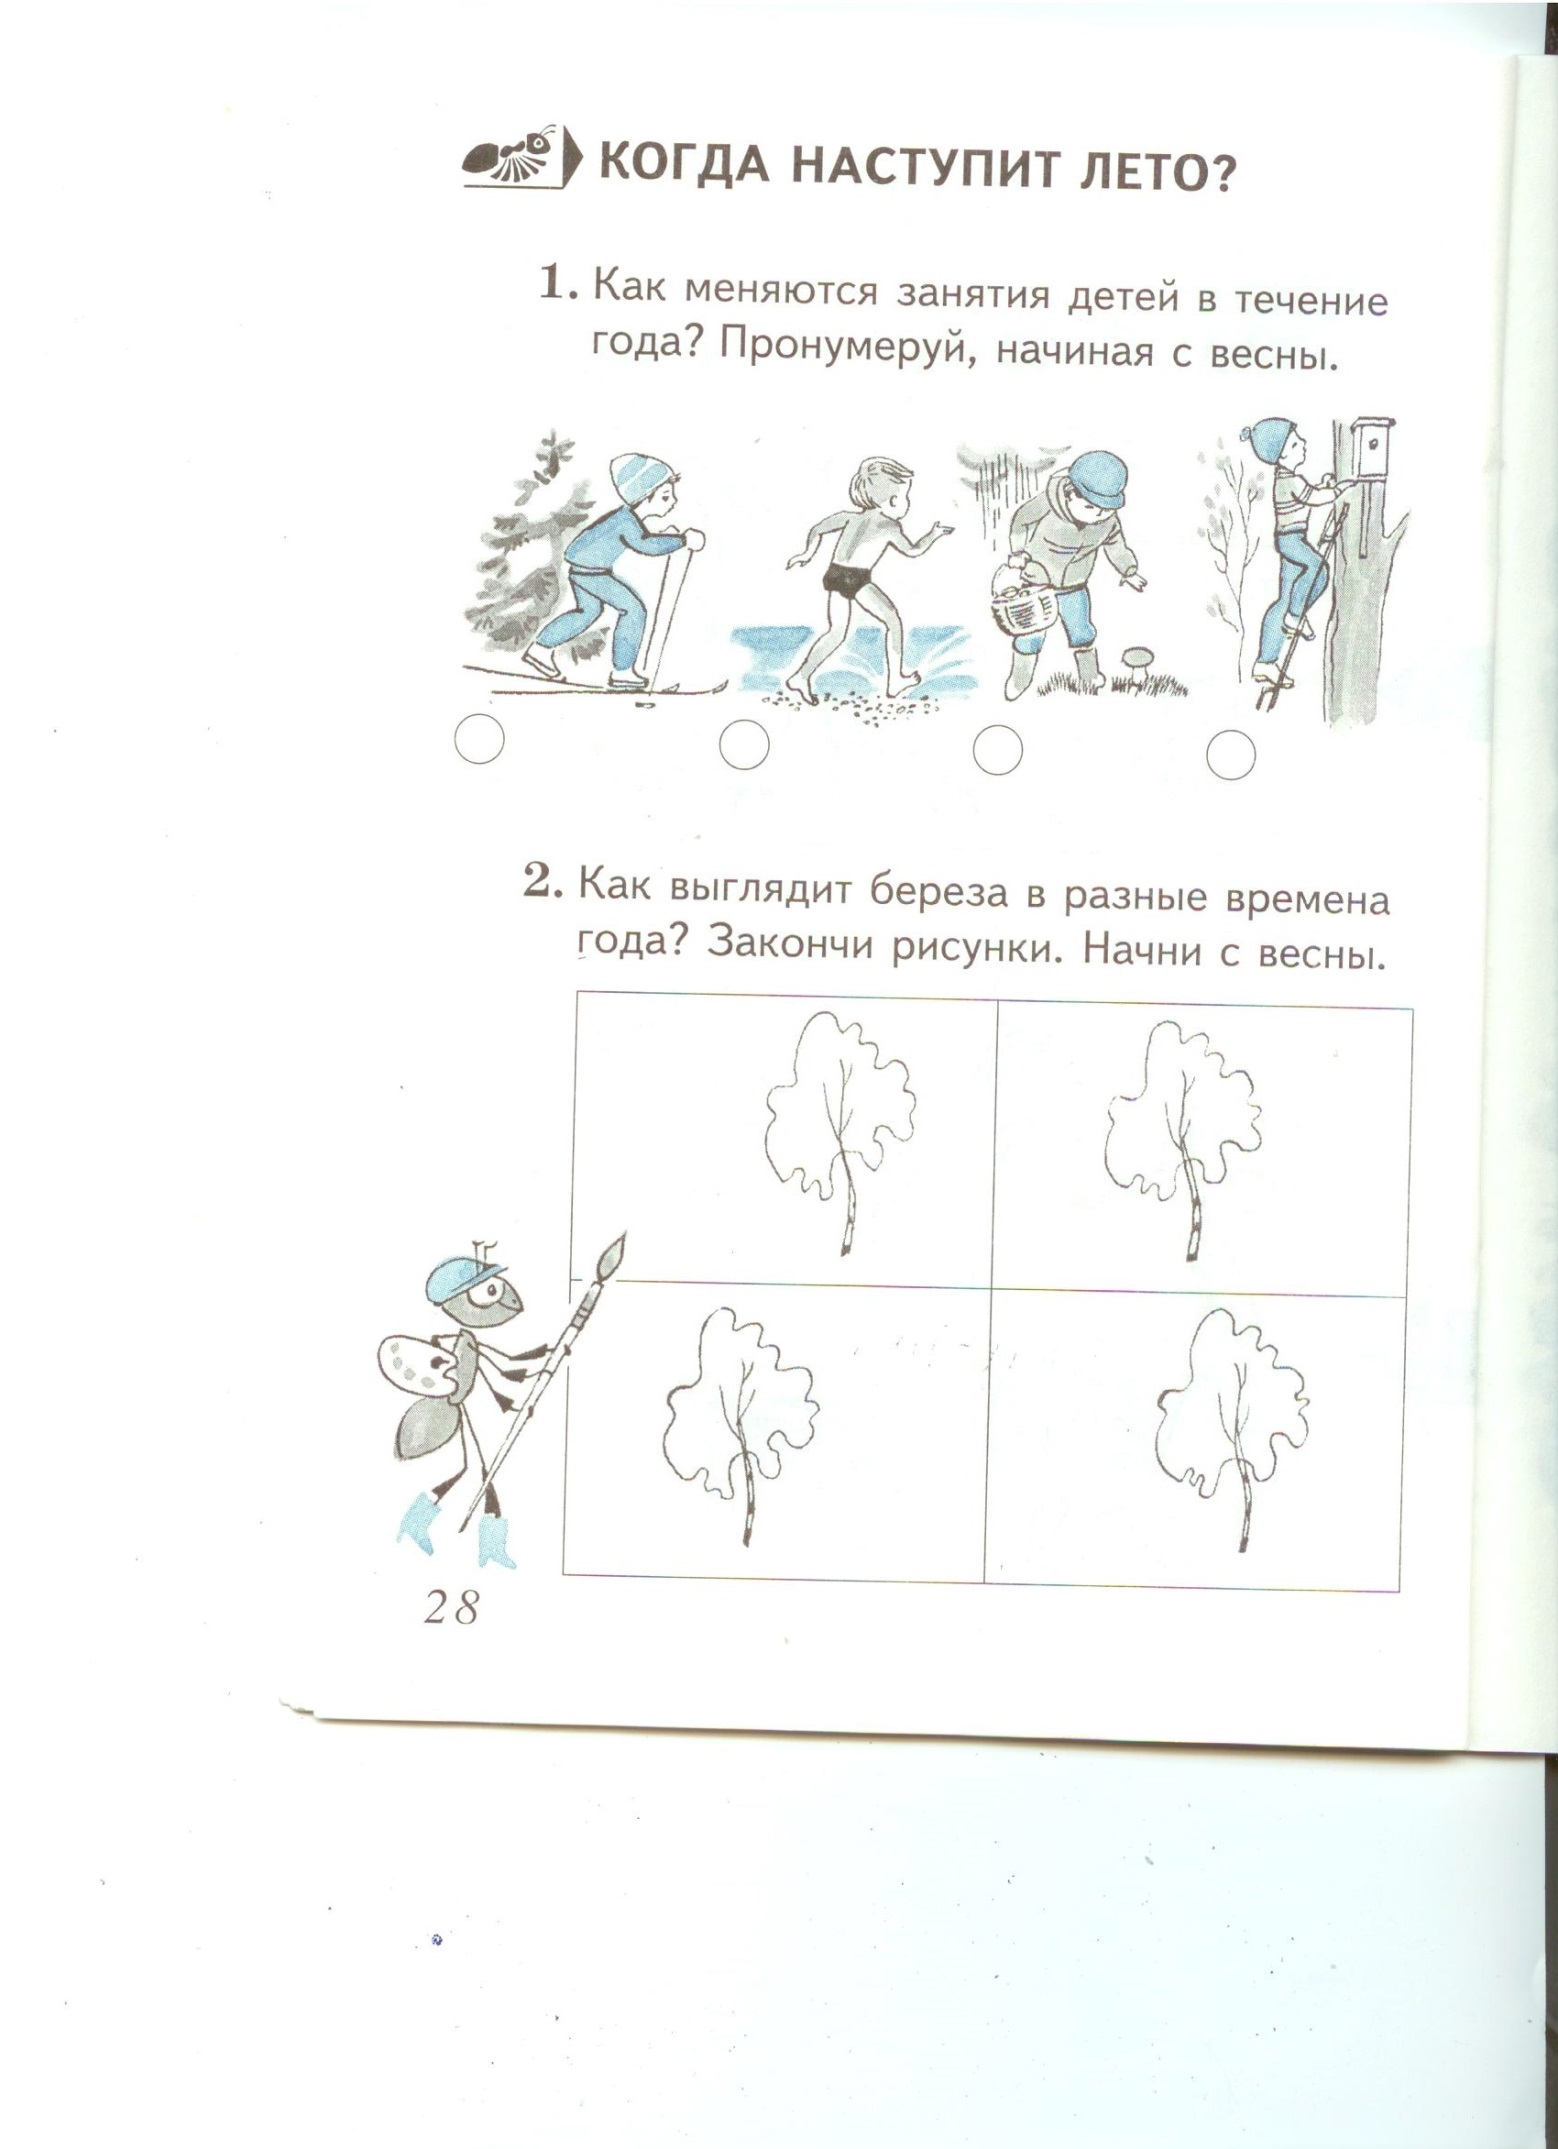 КОГДА НАСТУПИТ ЛЕТО?
1. Как меняются занятия детей в течение
года? Пронумеруй, начиная с весны.
2. Как выглядит береза в разные времена
года? Закончи рисунки. Начни с весны.
28